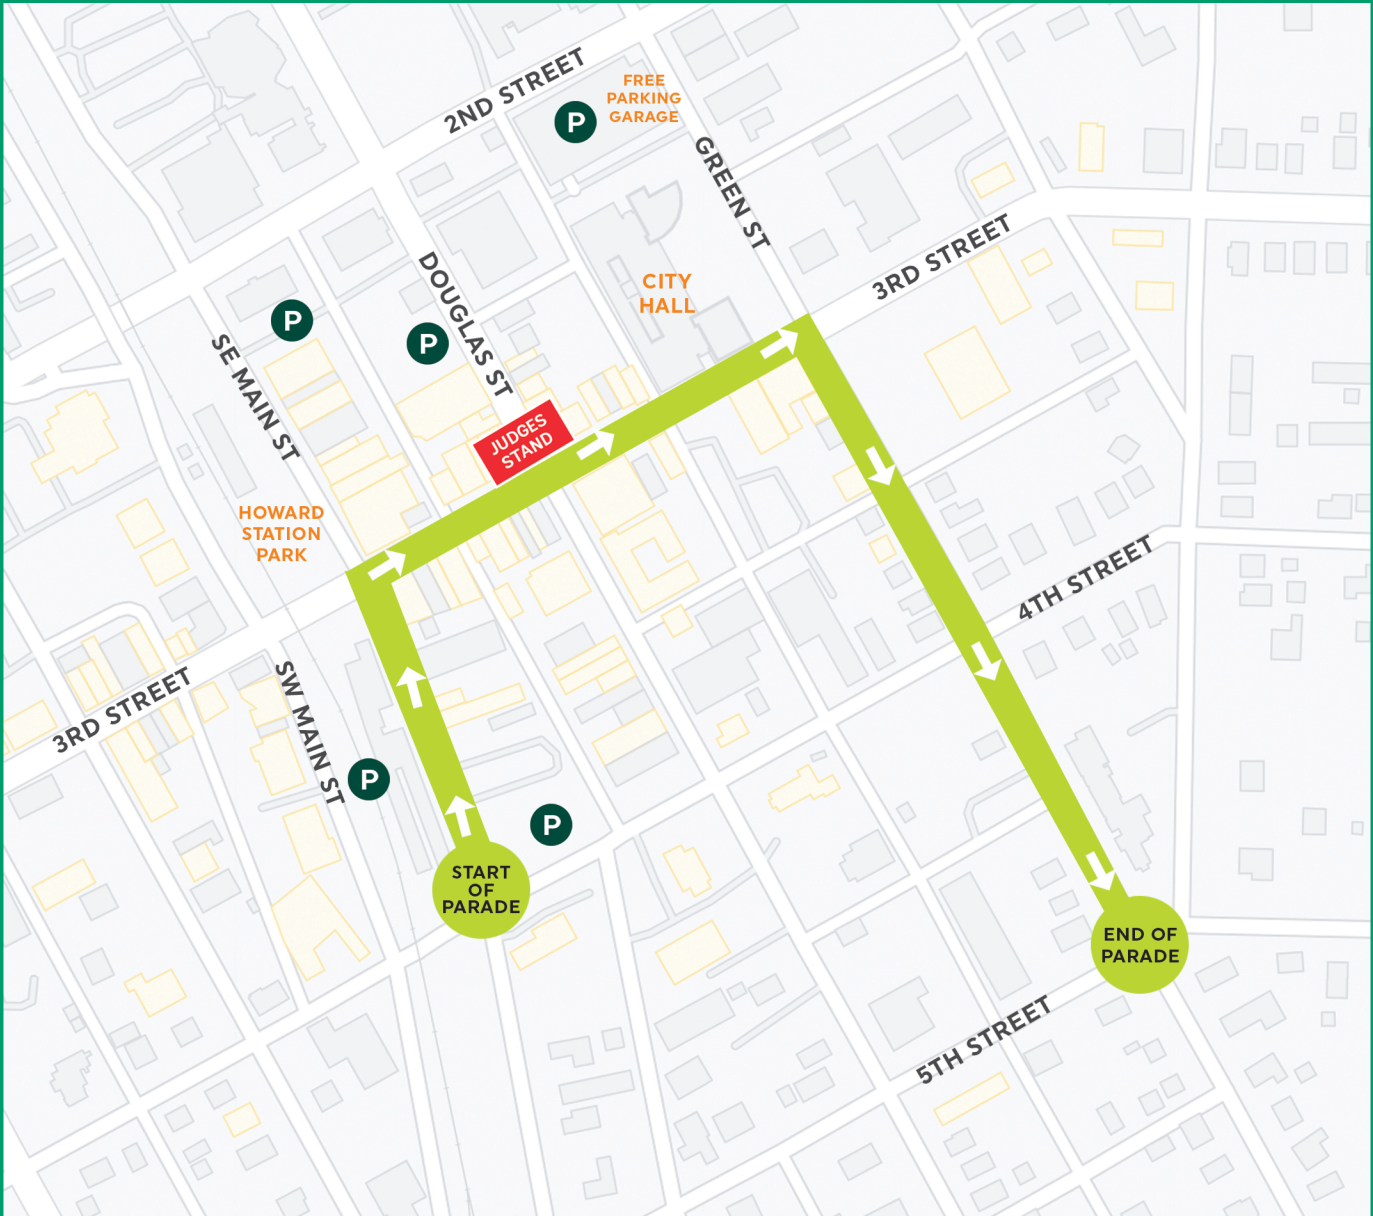 2ND STREET
FREE
PARKING
GARAGE
P
GREEN ST
3RD STREET
CITY
HALL
DOUGLAS ST
P
P
SE MAIN ST
JUDGES
STAND
HOWARD
STATION
PARK
4TH STREET
3RD STREET
SW MAIN ST
P
P
START
OF
PARADE
END OF
PARADE
5TH STREET